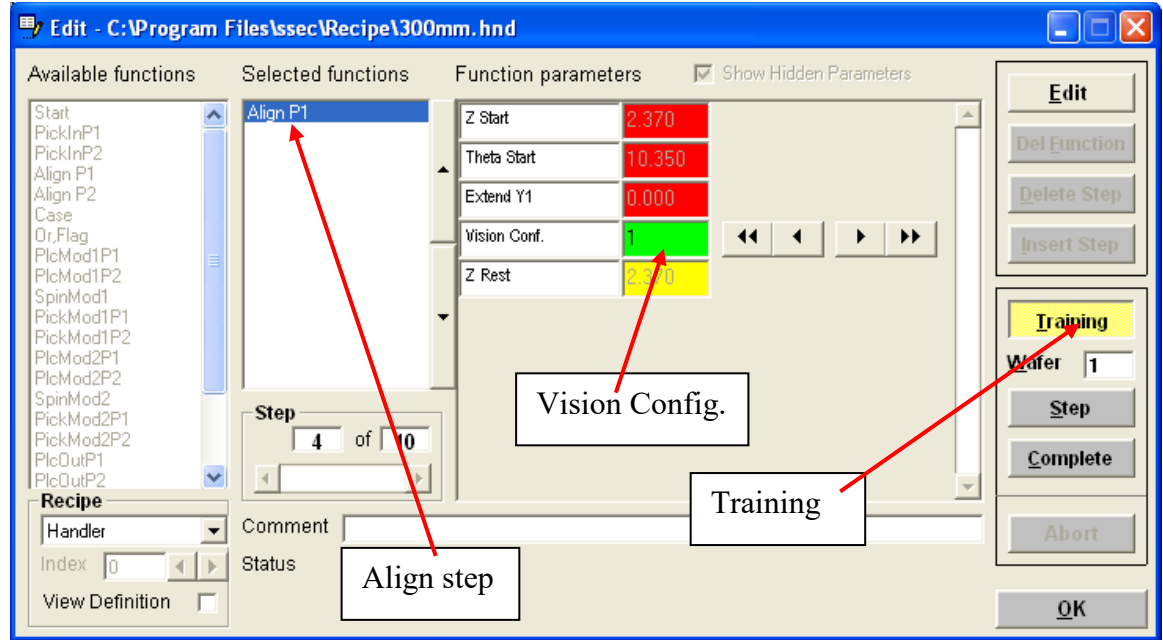 Edit - C:\Program Files\ssec\Recipe\300mm.hnd
Available functions
Start
PickInP1
PickInP2
Align P1
Align P2
Case
Or,Flag
PlcMod1P1
PlcMod1P2
SpinMod1
PickMod1P1
PickMod1P2
PlcMod2P1
PlcMod2P2
SpinMod2
PickMod2P1
PickMod2P2
PlcOutP1
PlcOutP2
Recipe
Handler
Index 0
View Definition
Selected functions
Align P1
Step
4 of 10
Function parameters
Show Hidden Parameters
Z Start 2.370
Theta Start 10.350
Extend Y1 0.000
Vision Conf. 1
Z Rest 2.370
Vision Config.
Training
Comment
Status
Align step
Edit
Del Function
Delete Step
Insert Step
Training
Wafer 1
Step
Complete
Abort
OK